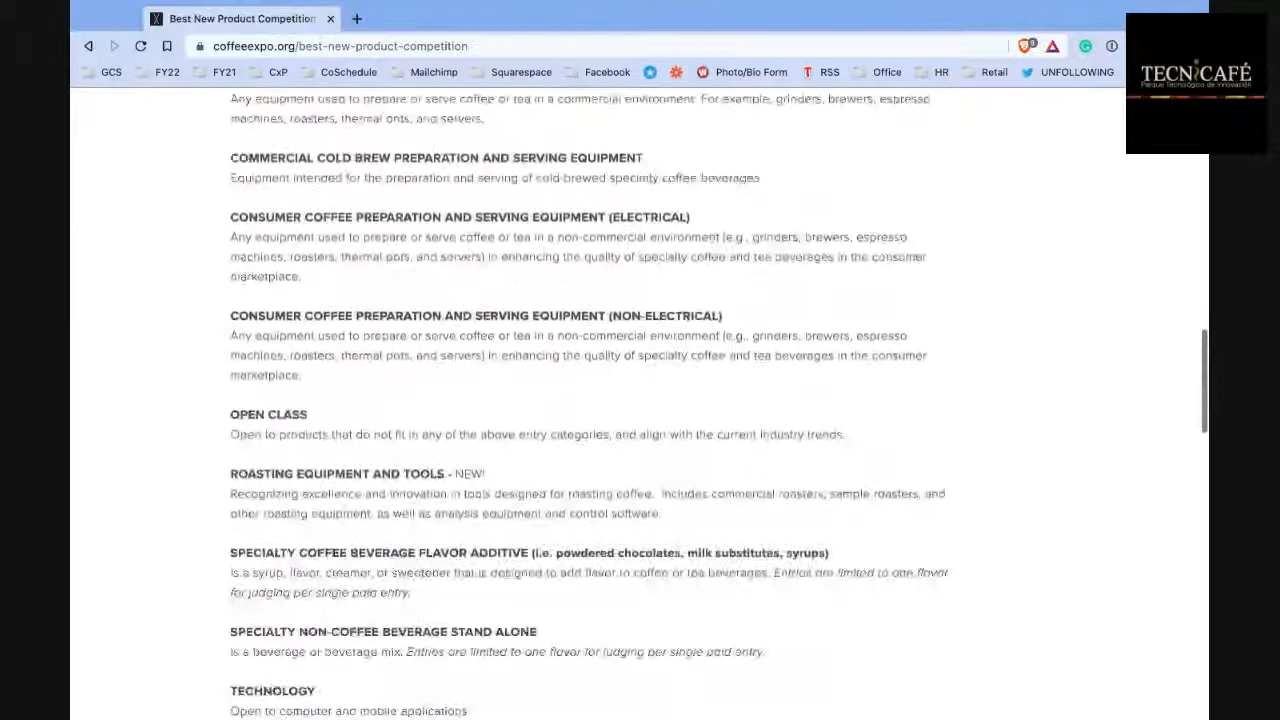 Best New Product Competition
coffeeexpo.org/best-new-product-competition
GCS FY22 FY21 CxP CoSchedule Mailchimp Squarespace Facebook Photo/Bio Form RSS Office HR Retail UNFOLLOWING
TECNiCAFÉ
Parque Tecnológico de Innovación
Any equipment used to prepare or serve coffee or tea in a commercial environment. For example, grinders, brewers, espresso
machines, roasters, thermal pots, and servers.
COMMERCIAL COLD BREW PREPARATION AND SERVING EQUIPMENT
Equipment intended for the preparation and serving of cold-brewed specialty coffee beverages
CONSUMER COFFEE PREPARATION AND SERVING EQUIPMENT (ELECTRICAL)
Any equipment used to prepare or serve coffee or tea in a non-commercial environment (e.g., grinders, brewers, espresso
machines, roasters, thermal pots, and servers) in enhancing the quality of specialty coffee and tea beverages in the consumer
marketplace.
CONSUMER COFFEE PREPARATION AND SERVING EQUIPMENT (NON-ELECTRICAL)
Any equipment used to prepare or serve coffee or tea in a non-commercial environment (e.g., grinders, brewers, espresso
machines, roasters, thermal pots, and servers) in enhancing the quality of specialty coffee and tea beverages in the consumer
marketplace.
OPEN CLASS
Open to products that do not fit in any of the above entry categories, and align with the current industry trends.
ROASTING EQUIPMENT AND TOOLS - NEW!
Recognizing excellence and innovation in tools designed for roasting coffee. Includes commercial roasters, sample roasters, and
other roasting equipment, as well as analysis equipment and control software.
SPECIALTY COFFEE BEVERAGE FLAVOR ADDITIVE (i.e. powdered chocolates, milk substitutes, syrups)
Is a syrup, flavor, creamer, or sweetener that is designed to add flavor to coffee or tea beverages. Entries are limited to one flavor
for judging per single paid entry.
SPECIALTY NON-COFFEE BEVERAGE STAND ALONE
Is a beverage or beverage mix. Entries are limited to one flavor for judging per single paid entry.
TECHNOLOGY
Open to computer and mobile applications